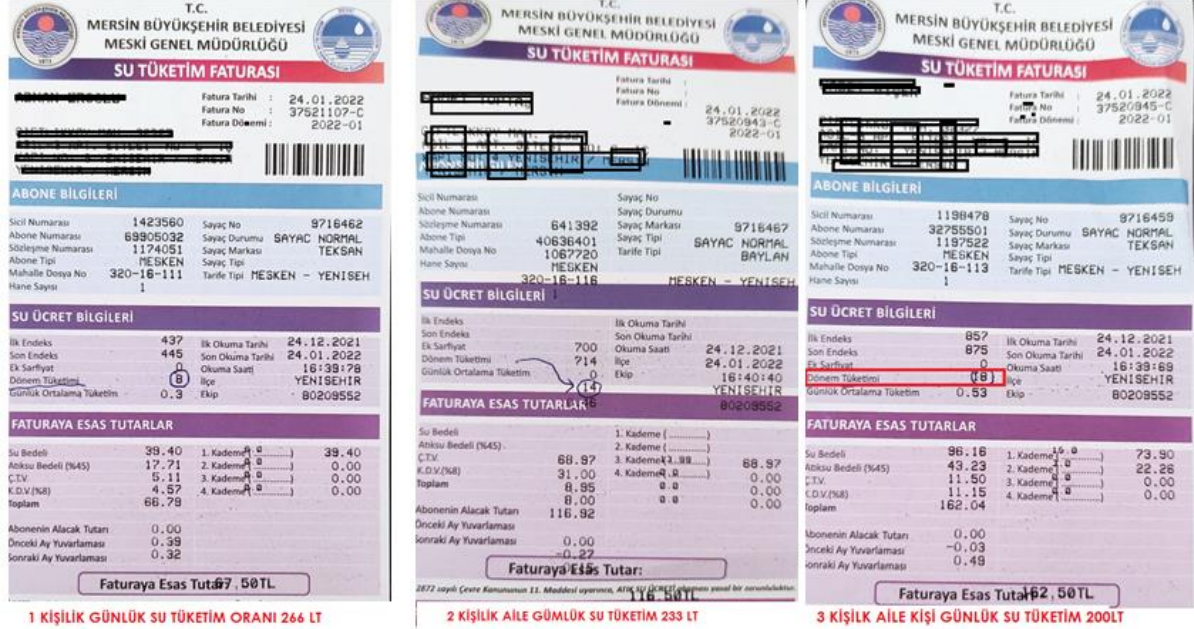 T.C.
MERSİN BÜYÜKŞEHİR BELEDİYESİ
MESKİ GENEL MÜDÜRLÜĞÜ
SU TÜKETİM FATURASI
Fatura Tarihi : 24.01.2022
Fatura No : 37521107-C
Fatura Dönemi : 2022-01
ABONE BİLGİLERİ
Sicil Numarası 1423560 Sayaç No 9716462
Abone Numarası 69905032 Sayaç Durumu SAYAC NORMAL
Sözleşme Numarası 1174051 Sayaç Markası TEKSAN
Abone Tipi MESKEN Sayaç Tipi
Mahalle Dosya No 320-16-111 Tarife Tipi MESKEN - YENISEH
Hane Sayısı 1
SU ÜCRET BİLGİLERİ
İlk Endeks 437 İlk Okuma Tarihi 24.12.2021
Son Endeks 445 Son Okuma Tarihi 24.01.2022
Ek Sarfiyat 0 Okuma Saati 16:39:78
Dönem Tüketimi 8 İlçe YENISEHIR
Günlük Ortalama Tüketim 0.3 Ekip 80209552
FATURAYA ESAS TUTARLAR
Su Bedeli 39.40 1. Kademe 39.40
Atıksu Bedeli (%45) 17.71 2. Kademe 0.00
Ç.T.V. 5.11 3. Kademe 0.00
K.D.V.(%8) 4.57 4. Kademe 0.00
Toplam 66.79
Abonenin Alacak Tutarı 0.00
Önceki Ay Yuvarlaması 0.39
Sonraki Ay Yuvarlaması 0.32
Faturaya Esas Tutar: 67,50TL
1 KİŞİLİK GÜNLÜK SU TÜKETİM ORANI 266 LT
T.C.
MERSİN BÜYÜKŞEHİR BELEDİYESİ
MESKİ GENEL MÜDÜRLÜĞÜ
SU TÜKETİM FATURASI
Fatura Tarihi :
Fatura No :
Fatura Dönemi :
24.01.2022
37520943-C
2022-01
Sicil Numarası Sayaç No
Abone Numarası Sayaç Durumu
Sözleşme Numarası 641392 Sayaç Markası 9716467
Abone Tipi 40636401 Sayaç Tipi SAYAC NORMAL
Mahalle Dosya No 1067720 Tarife Tipi BAYLAN
Hane Sayısı MESKEN
320-16-116 MESKEN - YENISEH
SU ÜCRET BİLGİLERİ
1
İlk Endeks İlk Okuma Tarihi
Son Endeks Son Okuma Tarihi
Ek Sarfiyat 700 Okuma Saati 24.12.2021
Dönem Tüketimi 714 İlçe 24.01.2022
Günlük Ortalama Tüketim 0 Ekip 16:40:40
14 YENISEHIR
FATURAYA ESAS TUTARLAR 80209552
Su Bedeli 1. Kademe (............)
Atıksu Bedeli (%45) 2. Kademe (............)
Ç.T.V. 68.97 3. Kademe 68.97
K.D.V.(%8) 31.00 4. Kademe 0.00
Toplam 8.95 0.0 0.00
8.00 0.0 0.00
Abonenin Alacak Tutarı 116.92
Önceki Ay Yuvarlaması
Sonraki Ay Yuvarlaması 0.00
-0.27
Faturaya Esas Tutar:
2872 sayılı Çevre Kanununun 11. Maddesi uyarınca, yasal bir zorunluluktur.
116.50TL
2 KİŞİLİK AİLE GÜMLÜK SU TÜKETİM 233 LT
T.C.
MERSİN BÜYÜKŞEHİR BELEDİYESİ
MESKİ GENEL MÜDÜRLÜĞÜ
SU TÜKETİM FATURASI
Fatura Tarihi : 24.01.2022
Fatura No : 37520945-C
Fatura Dönemi : 2022-01
ABONE BİLGİLERİ
Sicil Numarası 1198478 Sayaç No 9716459
Abone Numarası 32755501 Sayaç Durumu SAYAC NORMAL
Sözleşme Numarası 1197522 Sayaç Markası TEKSAN
Abone Tipi MESKEN Sayaç Tipi
Mahalle Dosya No 320-16-113 Tarife Tipi MESKEN - YENISEH
Hane Sayısı 1
SU ÜCRET BİLGİLERİ
İlk Endeks 857 İlk Okuma Tarihi 24.12.2021
Son Endeks 875 Son Okuma Tarihi 24.01.2022
Ek Sarfiyat 0 Okuma Saati 16:39:69
Dönem Tüketimi 18 İlçe YENISEHIR
Günlük Ortalama Tüketim 0.53 Ekip 80209552
FATURAYA ESAS TUTARLAR
Su Bedeli 96.16 1. Kademe 73.90
Atıksu Bedeli (%45) 43.23 2. Kademe 22.26
Ç.T.V. 11.50 3. Kademe 0.00
K.D.V.(%8) 11.15 4. Kademe 0.00
Toplam 162.04
Abonenin Alacak Tutarı 0.00
Önceki Ay Yuvarlaması -0.03
Sonraki Ay Yuvarlaması 0.49
Faturaya Esas Tutar: 162,50TL
3 KİŞİLK AİLE KİŞİ GÜNLÜK SU TÜKETİM 200LT